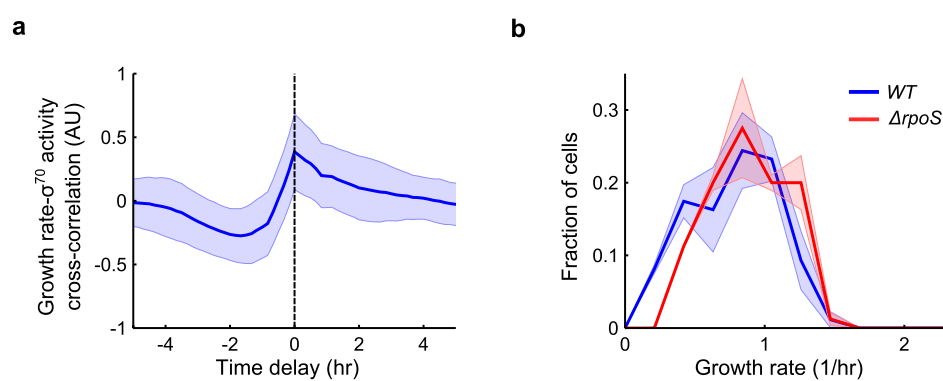 a
Growth rate-σ⁷⁰ activity
cross-correlation (AU)
1
0.5
0
-0.5
-1
-4
-2
0
2
4
Time delay (hr)
b
Fraction of cells
0.3
0.2
0.1
0
0
1
2
Growth rate (1/hr)
WT
ΔrpoS